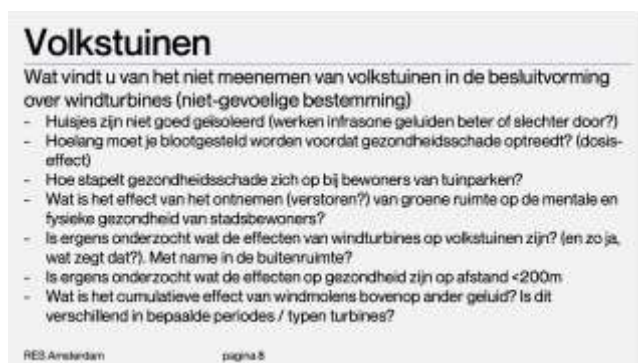 Volkstuinen
Wat vindt u van het niet meenemen van volkstuinen in de besluitvorming
over windturbines (niet-gevoelige bestemming)
- Huisjes zijn niet goed geïsoleerd (werken infrasone geluiden beter of slechter door?)
- Hoelang moet je blootgesteld worden voordat gezondheidsschade optreedt? (dosis-
effect)
- Hoe stapelt gezondheidsschade zich op bij bewoners van tuinparken?
- Wat is het effect van het ontnemen (verstoren?) van groene ruimte op de mentale en
fysieke gezondheid van stadsbewoners?
- Is ergens onderzocht wat de effecten van windturbines op volkstuinen zijn? (en zo ja,
wat zegt dat?). Met name in de buitenruimte?
- Is ergens onderzocht wat de effecten op gezondheid zijn op afstand <200m
- Wat is het cumulatieve effect van windmolens bovenop ander geluid? Is dit
verschillend in bepaalde periodes / typen turbines?
RES Amsterdam pagina 8